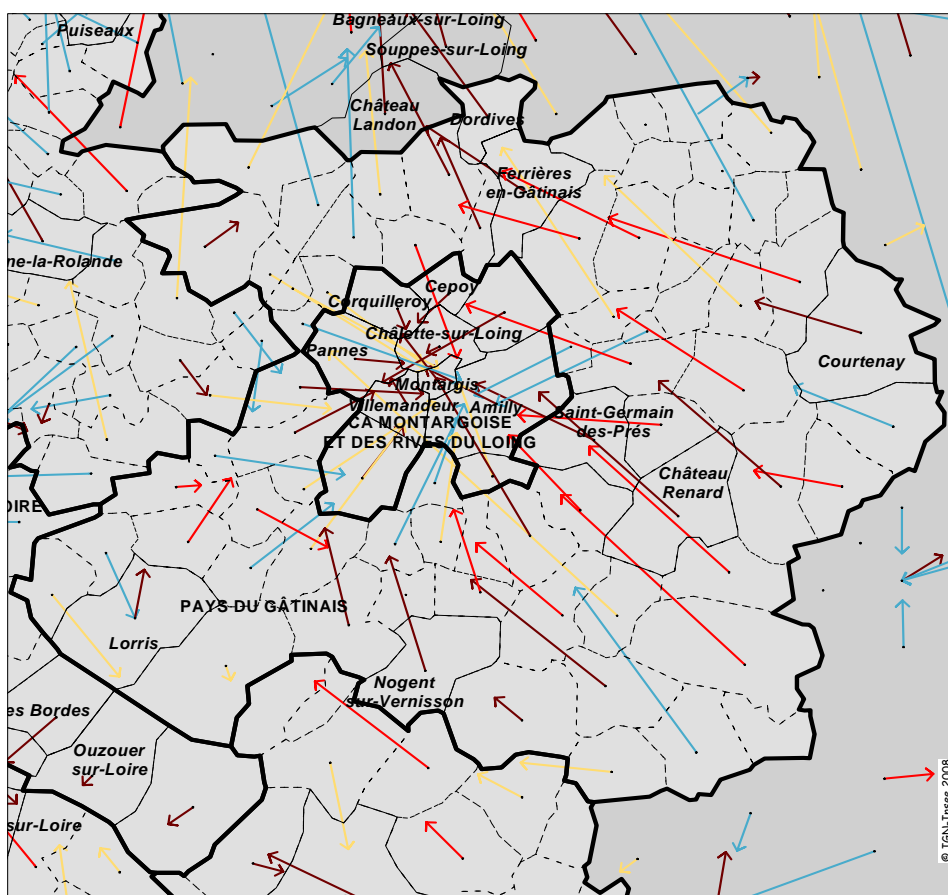 Bagneaux-sur-Loing
Puiseaux
Souppes-sur-Loing
Château
Landon
Dordives
Ferrières
en-Gâtinais
ne-la-Rolande
Cepoy
Corquilleroy
Châlette-sur-Loing
Pannes
Courtenay
Montargis
Villemandeur
Amilly
Saint-Germain
des-Prés
CA MONTARGOISE
ET DES RIVES DU LOING
Château
Renard
OIRE
PAYS DU GÂTINAIS
Lorris
Nogent
sur-Vernisson
es Bordes
Ouzouer
sur-Loire
sur-Loire
© IGN-Insee 2008